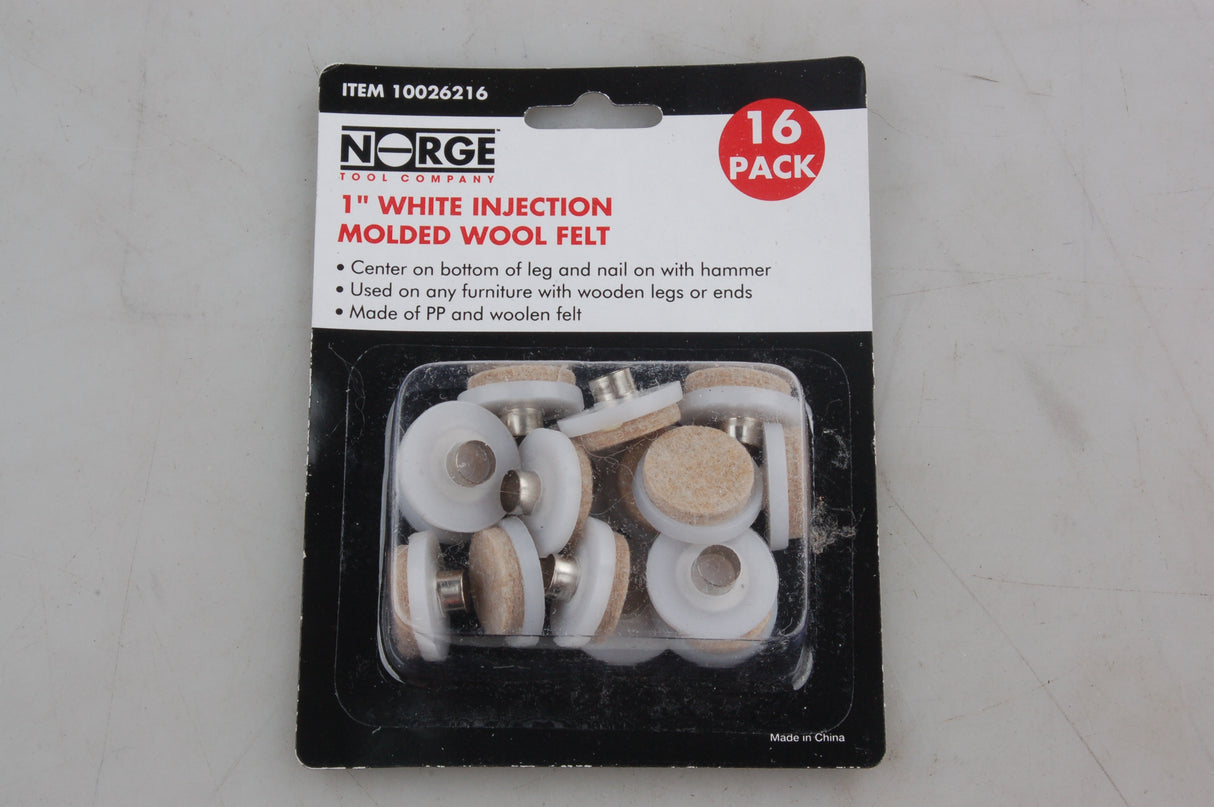 ITEM 10026216
NORGE™
TOOL COMPANY
16
PACK
1" WHITE INJECTION
MOLDED WOOL FELT
• Center on bottom of leg and nail on with hammer
• Used on any furniture with wooden legs or ends
• Made of PP and woolen felt
Made in China